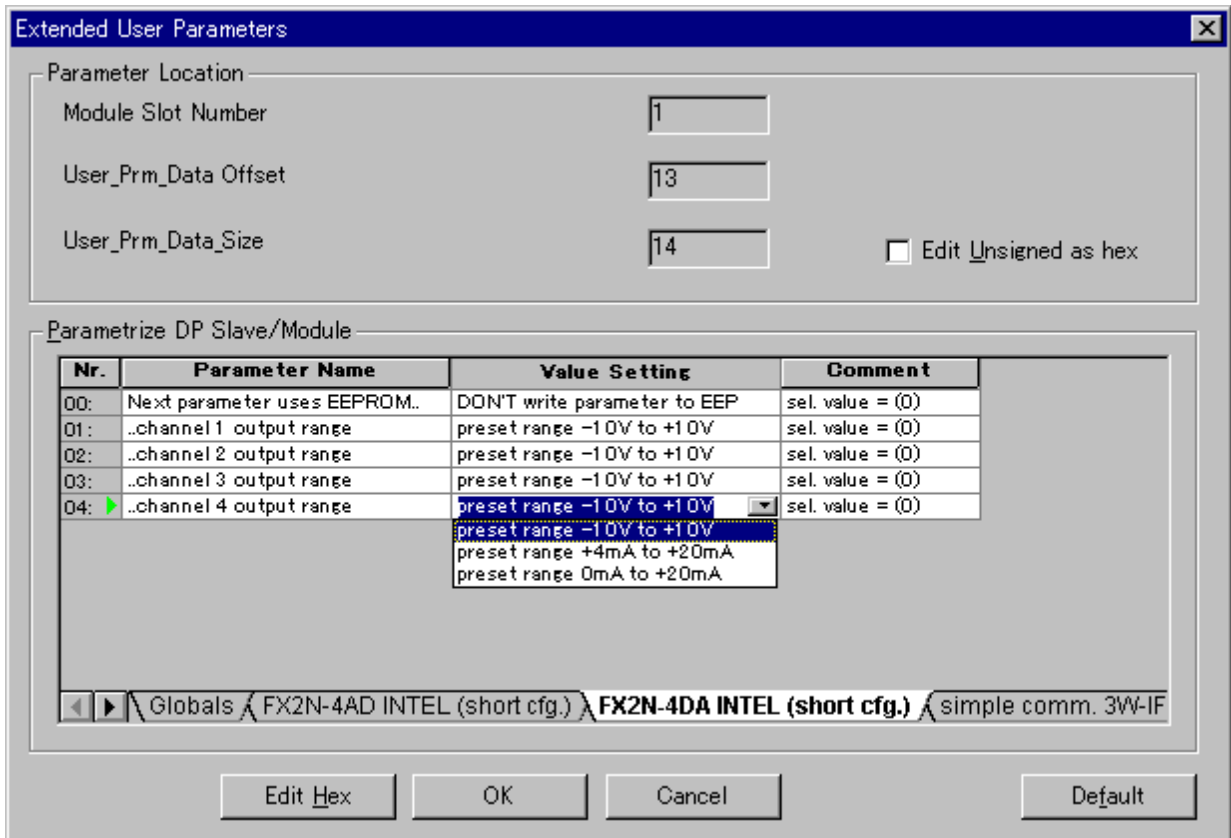 Extended User Parameters
Parameter Location
Module Slot Number 1
User_Prm_Data Offset 13
User_Prm_Data_Size 14 Edit Unsigned as hex
Parametrize DP Slave/Module
Nr. Parameter Name Value Setting Comment
00: Next parameter uses EEPROM.. DON'T write parameter to EEP sel. value = (0)
01: ..channel 1 output range preset range -10V to +10V sel. value = (0)
02: ..channel 2 output range preset range -10V to +10V sel. value = (0)
03: ..channel 3 output range preset range -10V to +10V sel. value = (0)
04: ..channel 4 output range preset range -10V to +10V sel. value = (0)
preset range -10V to +10V
preset range +4mA to +20mA
preset range 0mA to +20mA
Globals FX2N-4AD INTEL (short cfg.) FX2N-4DA INTEL (short cfg.) simple comm. 3W-IF
Edit Hex OK Cancel Default